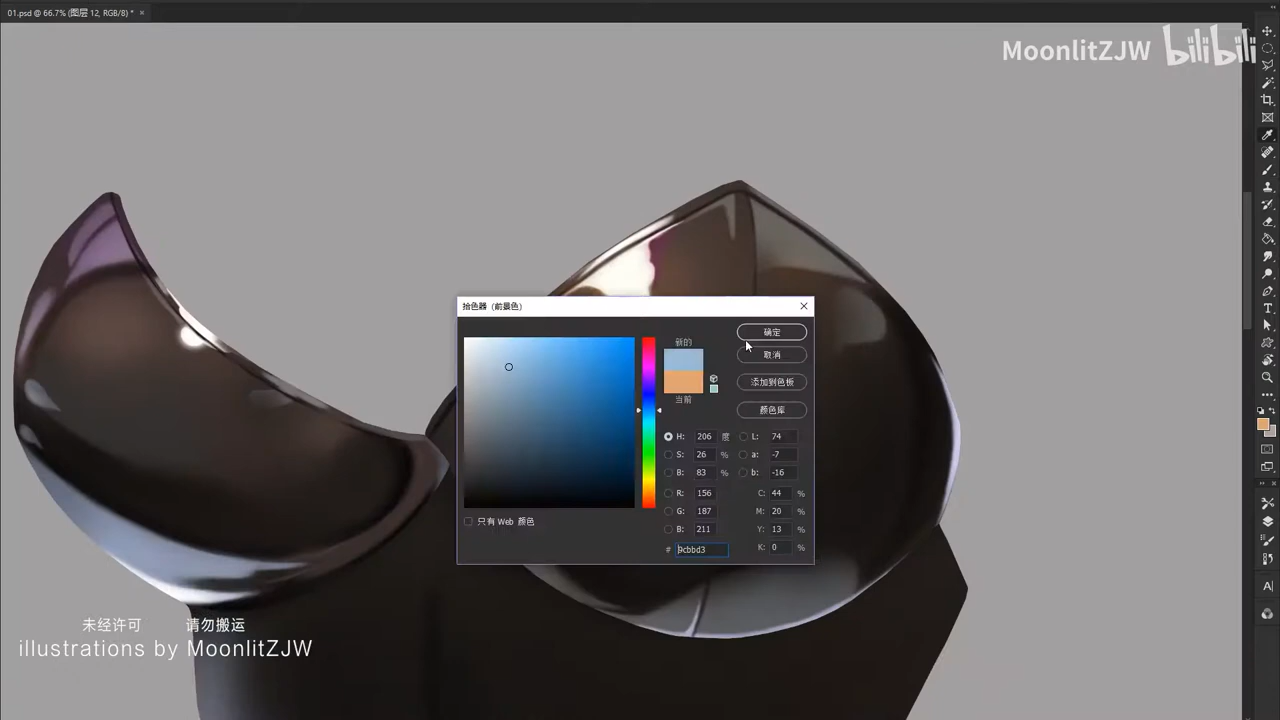 01.psd @ 66.7% (图层 12, RGB/8) * ×
MoonlitZJW bilibili
拾色器 (前景色)
确定
新的
取消
添加到色板
当前
颜色库
H: 206 度 L: 74
S: 26 % a: -7
B: 83 % b: -16
R: 156 C: 44 %
G: 187 M: 20 %
B: 211 Y: 13 %
只有 Web 颜色
# 9cbbd3 K: 0 %
未经许可 请勿搬运
illustrations by MoonlitZJW